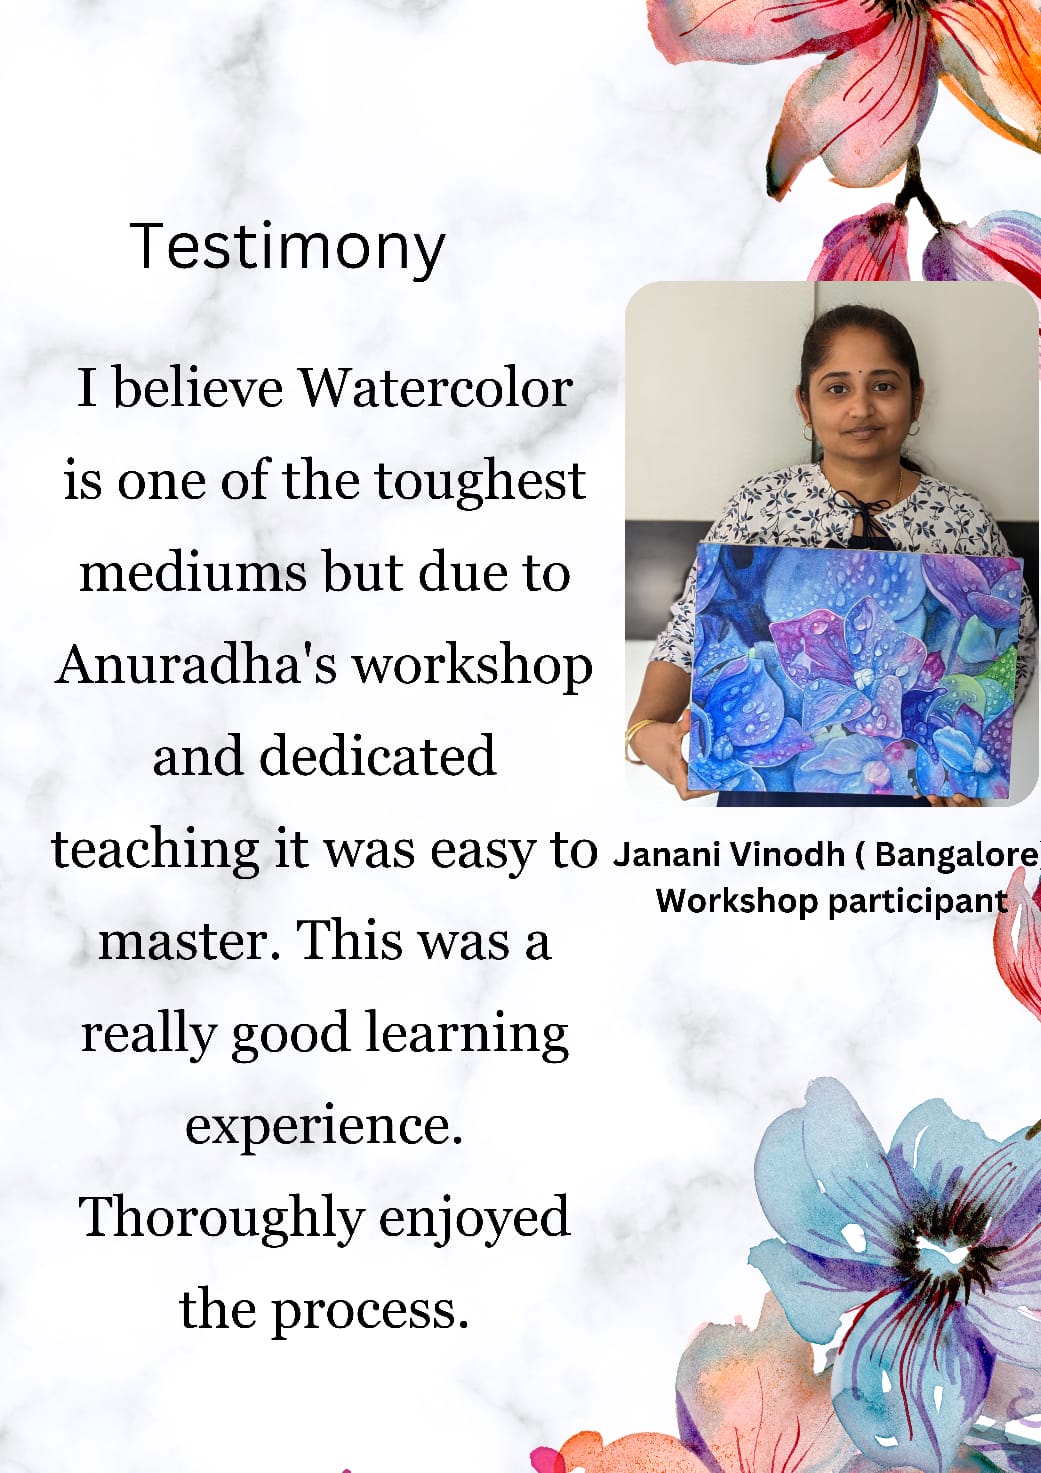 Testimony
I believe Watercolor
is one of the toughest
mediums but due to
Anuradha's workshop
and dedicated
teaching it was easy to
master. This was a
really good learning
experience.
Thoroughly enjoyed
the process.
Janani Vinodh ( Bangalore)
Workshop participant